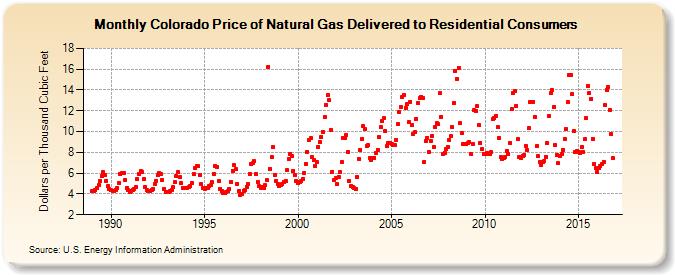 Monthly Colorado Price of Natural Gas Delivered to Residential Consumers
Dollars per Thousand Cubic Feet
18
16
14
12
10
8
6
4
2
1990 1995 2000 2005 2010 2015
Source: U.S. Energy Information Administration